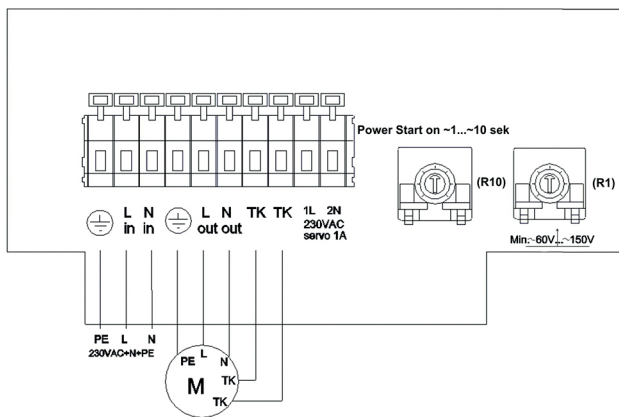 Power Start on ~1...~10 sek
(R10)
(R1)
L N L N TK TK 1L 2N
in in out out 230VAC
servo 1A
Min:~60V...~150V
PE L N
230VAC+N+PE
PE L N
M TK
TK